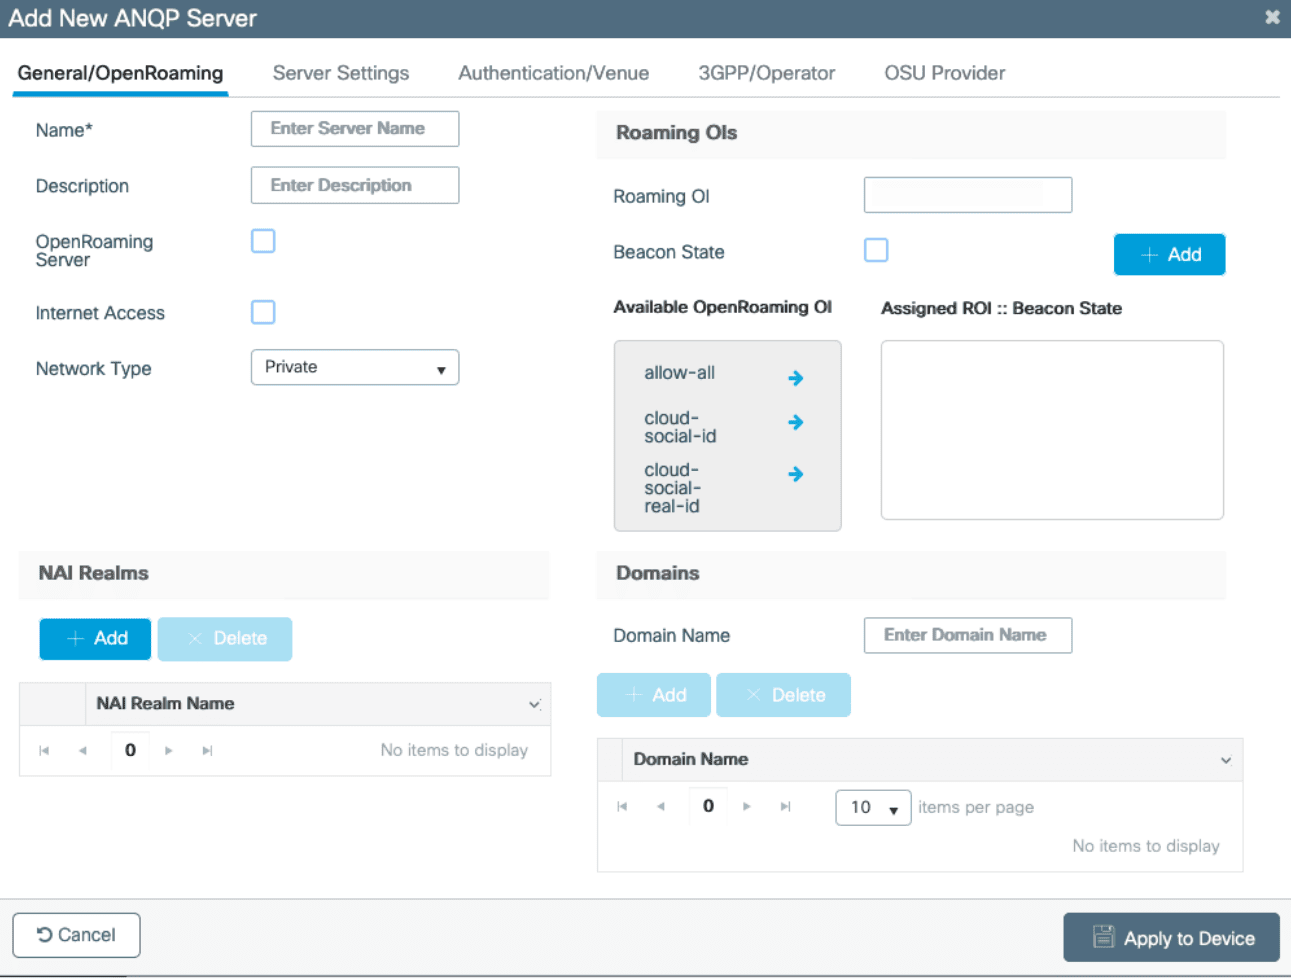 Add New ANQP Server
General/OpenRoaming
Server Settings
Authentication/Venue
3GPP/Operator
OSU Provider
Name*
Enter Server Name
Description
Enter Description
OpenRoaming
Server
Internet Access
Network Type
Private
Roaming OIs
Roaming OI
Beacon State
Add
Available OpenRoaming OI
Assigned ROI :: Beacon State
allow-all
cloud-
social-id
cloud-
social-
real-id
NAI Realms
Add
Delete
NAI Realm Name
0
No items to display
Domains
Domain Name
Enter Domain Name
Add
Delete
Domain Name
0
10
items per page
No items to display
Cancel
Apply to Device